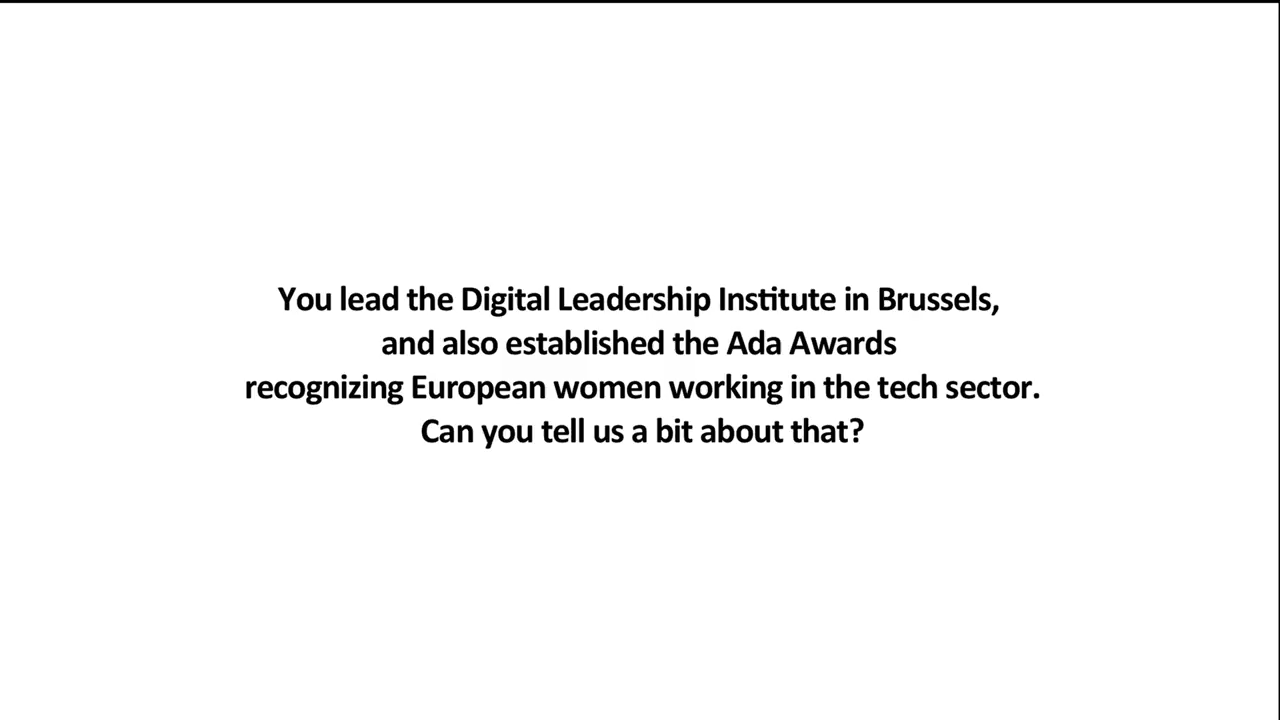 You lead the Digital Leadership Institute in Brussels,
and also established the Ada Awards
recognizing European women working in the tech sector.
Can you tell us a bit about that?